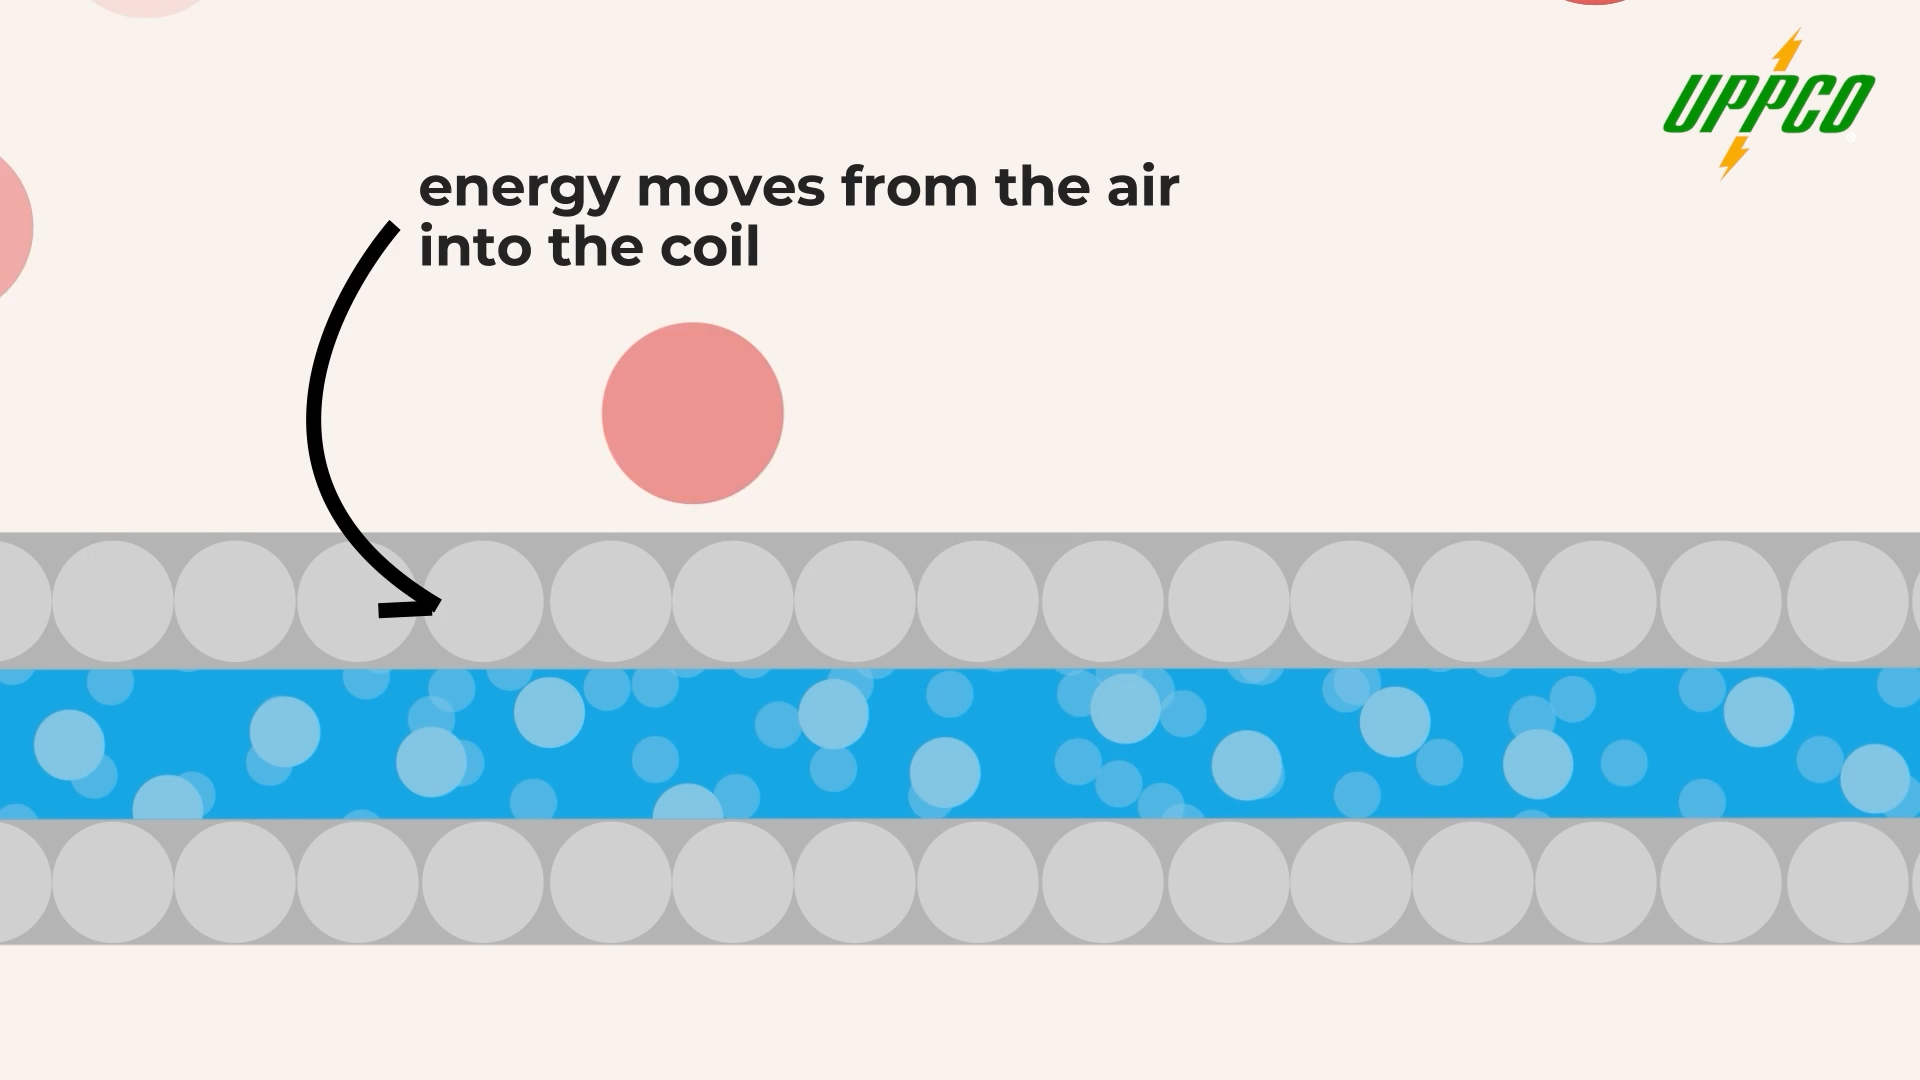 UPPCO
energy moves from the air
into the coil